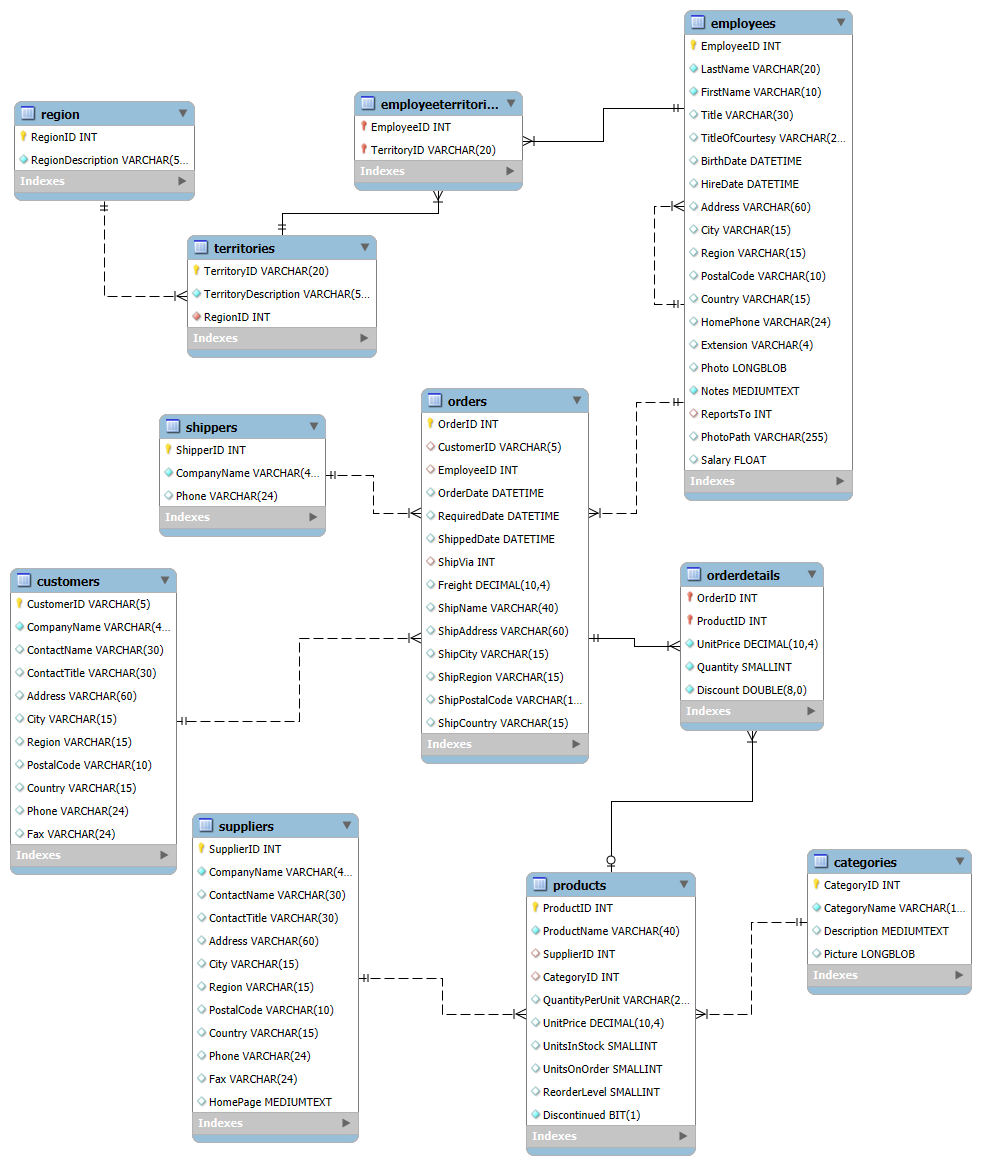 employees
EmployeeID INT
LastName VARCHAR(20)
FirstName VARCHAR(10)
Title VARCHAR(30)
TitleOfCourtesy VARCHAR(2...
BirthDate DATETIME
HireDate DATETIME
Address VARCHAR(60)
City VARCHAR(15)
Region VARCHAR(15)
PostalCode VARCHAR(10)
Country VARCHAR(15)
HomePhone VARCHAR(24)
Extension VARCHAR(4)
Photo LONGBLOB
Notes MEDIUMTEXT
ReportsTo INT
PhotoPath VARCHAR(255)
Salary FLOAT
Indexes
region
RegionID INT
RegionDescription VARCHAR(5...
Indexes
employeeterritori...
EmployeeID INT
TerritoryID VARCHAR(20)
Indexes
territories
TerritoryID VARCHAR(20)
TerritoryDescription VARCHAR(5...
RegionID INT
Indexes
shippers
ShipperID INT
CompanyName VARCHAR(4...
Phone VARCHAR(24)
Indexes
orders
OrderID INT
CustomerID VARCHAR(5)
EmployeeID INT
OrderDate DATETIME
RequiredDate DATETIME
ShippedDate DATETIME
ShipVia INT
Freight DECIMAL(10,4)
ShipName VARCHAR(40)
ShipAddress VARCHAR(60)
ShipCity VARCHAR(15)
ShipRegion VARCHAR(15)
ShipPostalCode VARCHAR(1...
ShipCountry VARCHAR(15)
Indexes
customers
CustomerID VARCHAR(5)
CompanyName VARCHAR(4...
ContactName VARCHAR(30)
ContactTitle VARCHAR(30)
Address VARCHAR(60)
City VARCHAR(15)
Region VARCHAR(15)
PostalCode VARCHAR(10)
Country VARCHAR(15)
Phone VARCHAR(24)
Fax VARCHAR(24)
Indexes
orderdetails
OrderID INT
ProductID INT
UnitPrice DECIMAL(10,4)
Quantity SMALLINT
Discount DOUBLE(8,0)
Indexes
suppliers
SupplierID INT
CompanyName VARCHAR(4...
ContactName VARCHAR(30)
ContactTitle VARCHAR(30)
Address VARCHAR(60)
City VARCHAR(15)
Region VARCHAR(15)
PostalCode VARCHAR(10)
Country VARCHAR(15)
Phone VARCHAR(24)
Fax VARCHAR(24)
HomePage MEDIUMTEXT
Indexes
products
ProductID INT
ProductName VARCHAR(40)
SupplierID INT
CategoryID INT
QuantityPerUnit VARCHAR(2...
UnitPrice DECIMAL(10,4)
UnitsInStock SMALLINT
UnitsOnOrder SMALLINT
ReorderLevel SMALLINT
Discontinued BIT(1)
Indexes
categories
CategoryID INT
CategoryName VARCHAR(1...
Description MEDIUMTEXT
Picture LONGBLOB
Indexes